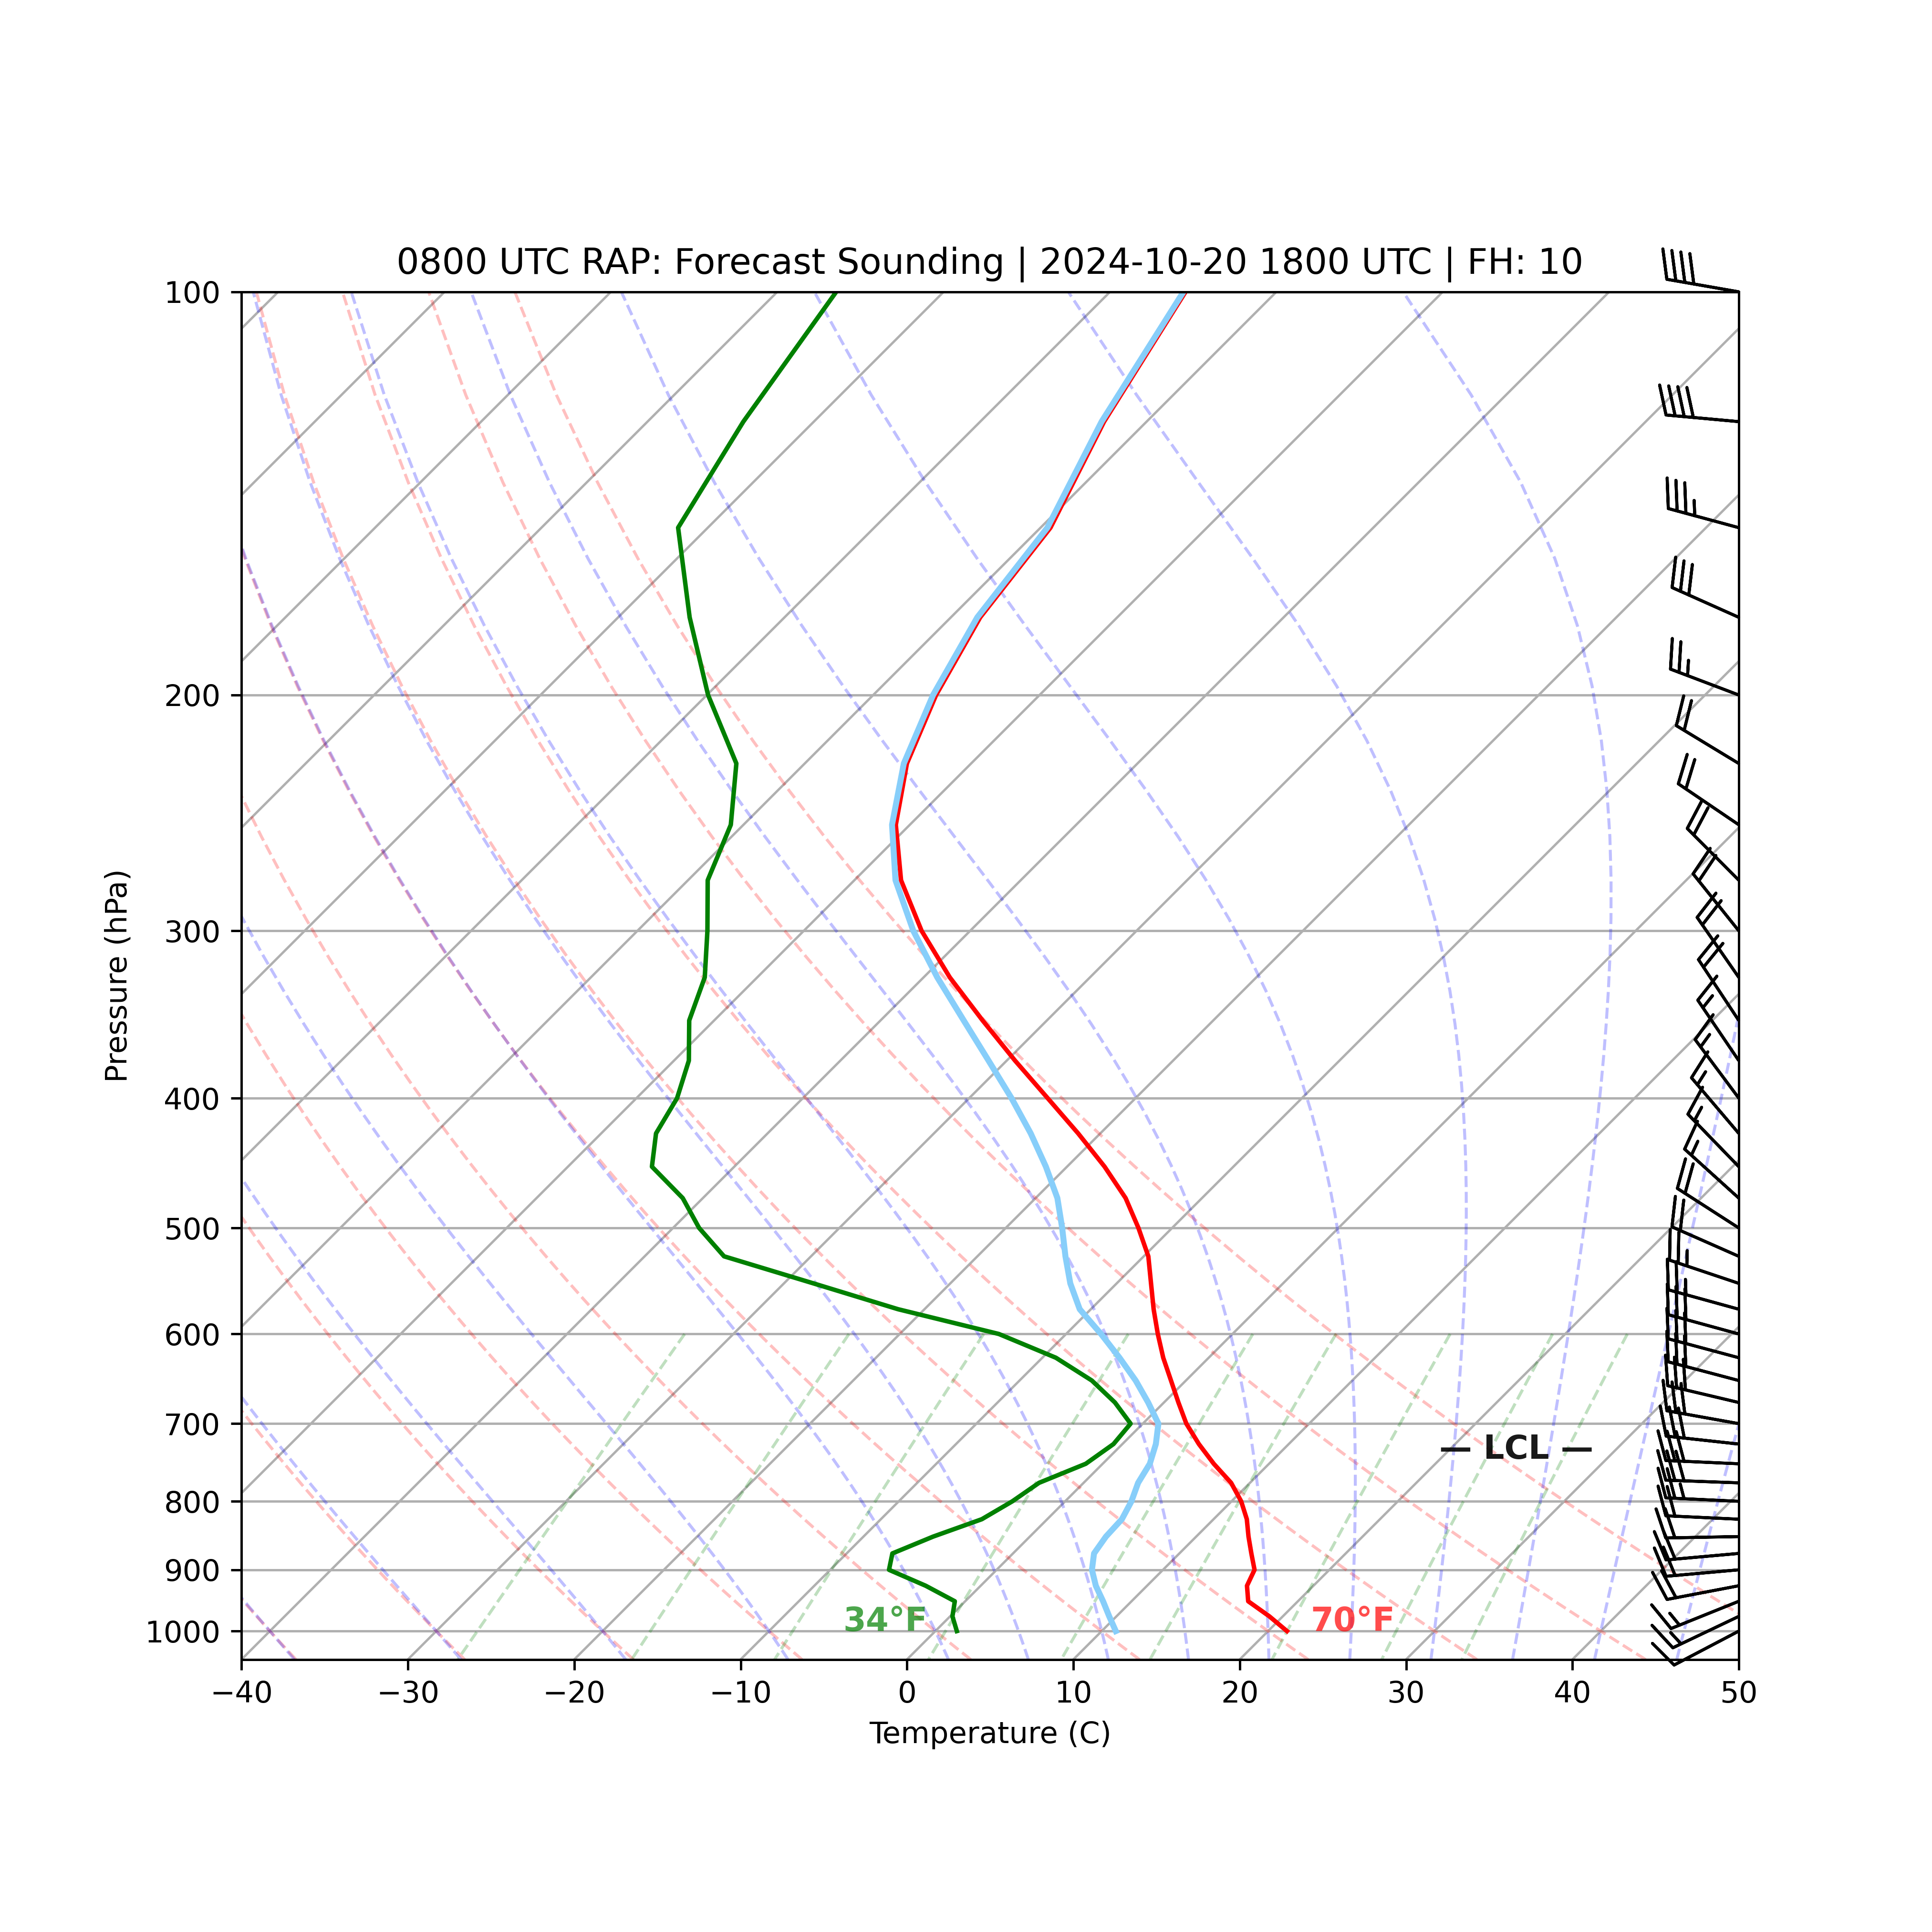 0800 UTC RAP: Forecast Sounding | 2024-10-20 1800 UTC | FH: 10
100
200
300
400
500
600
700
800
900
1000
Pressure (hPa)
— LCL —
34°F
70°F
−40 −30 −20 −10 0 10 20 30 40 50
Temperature (C)